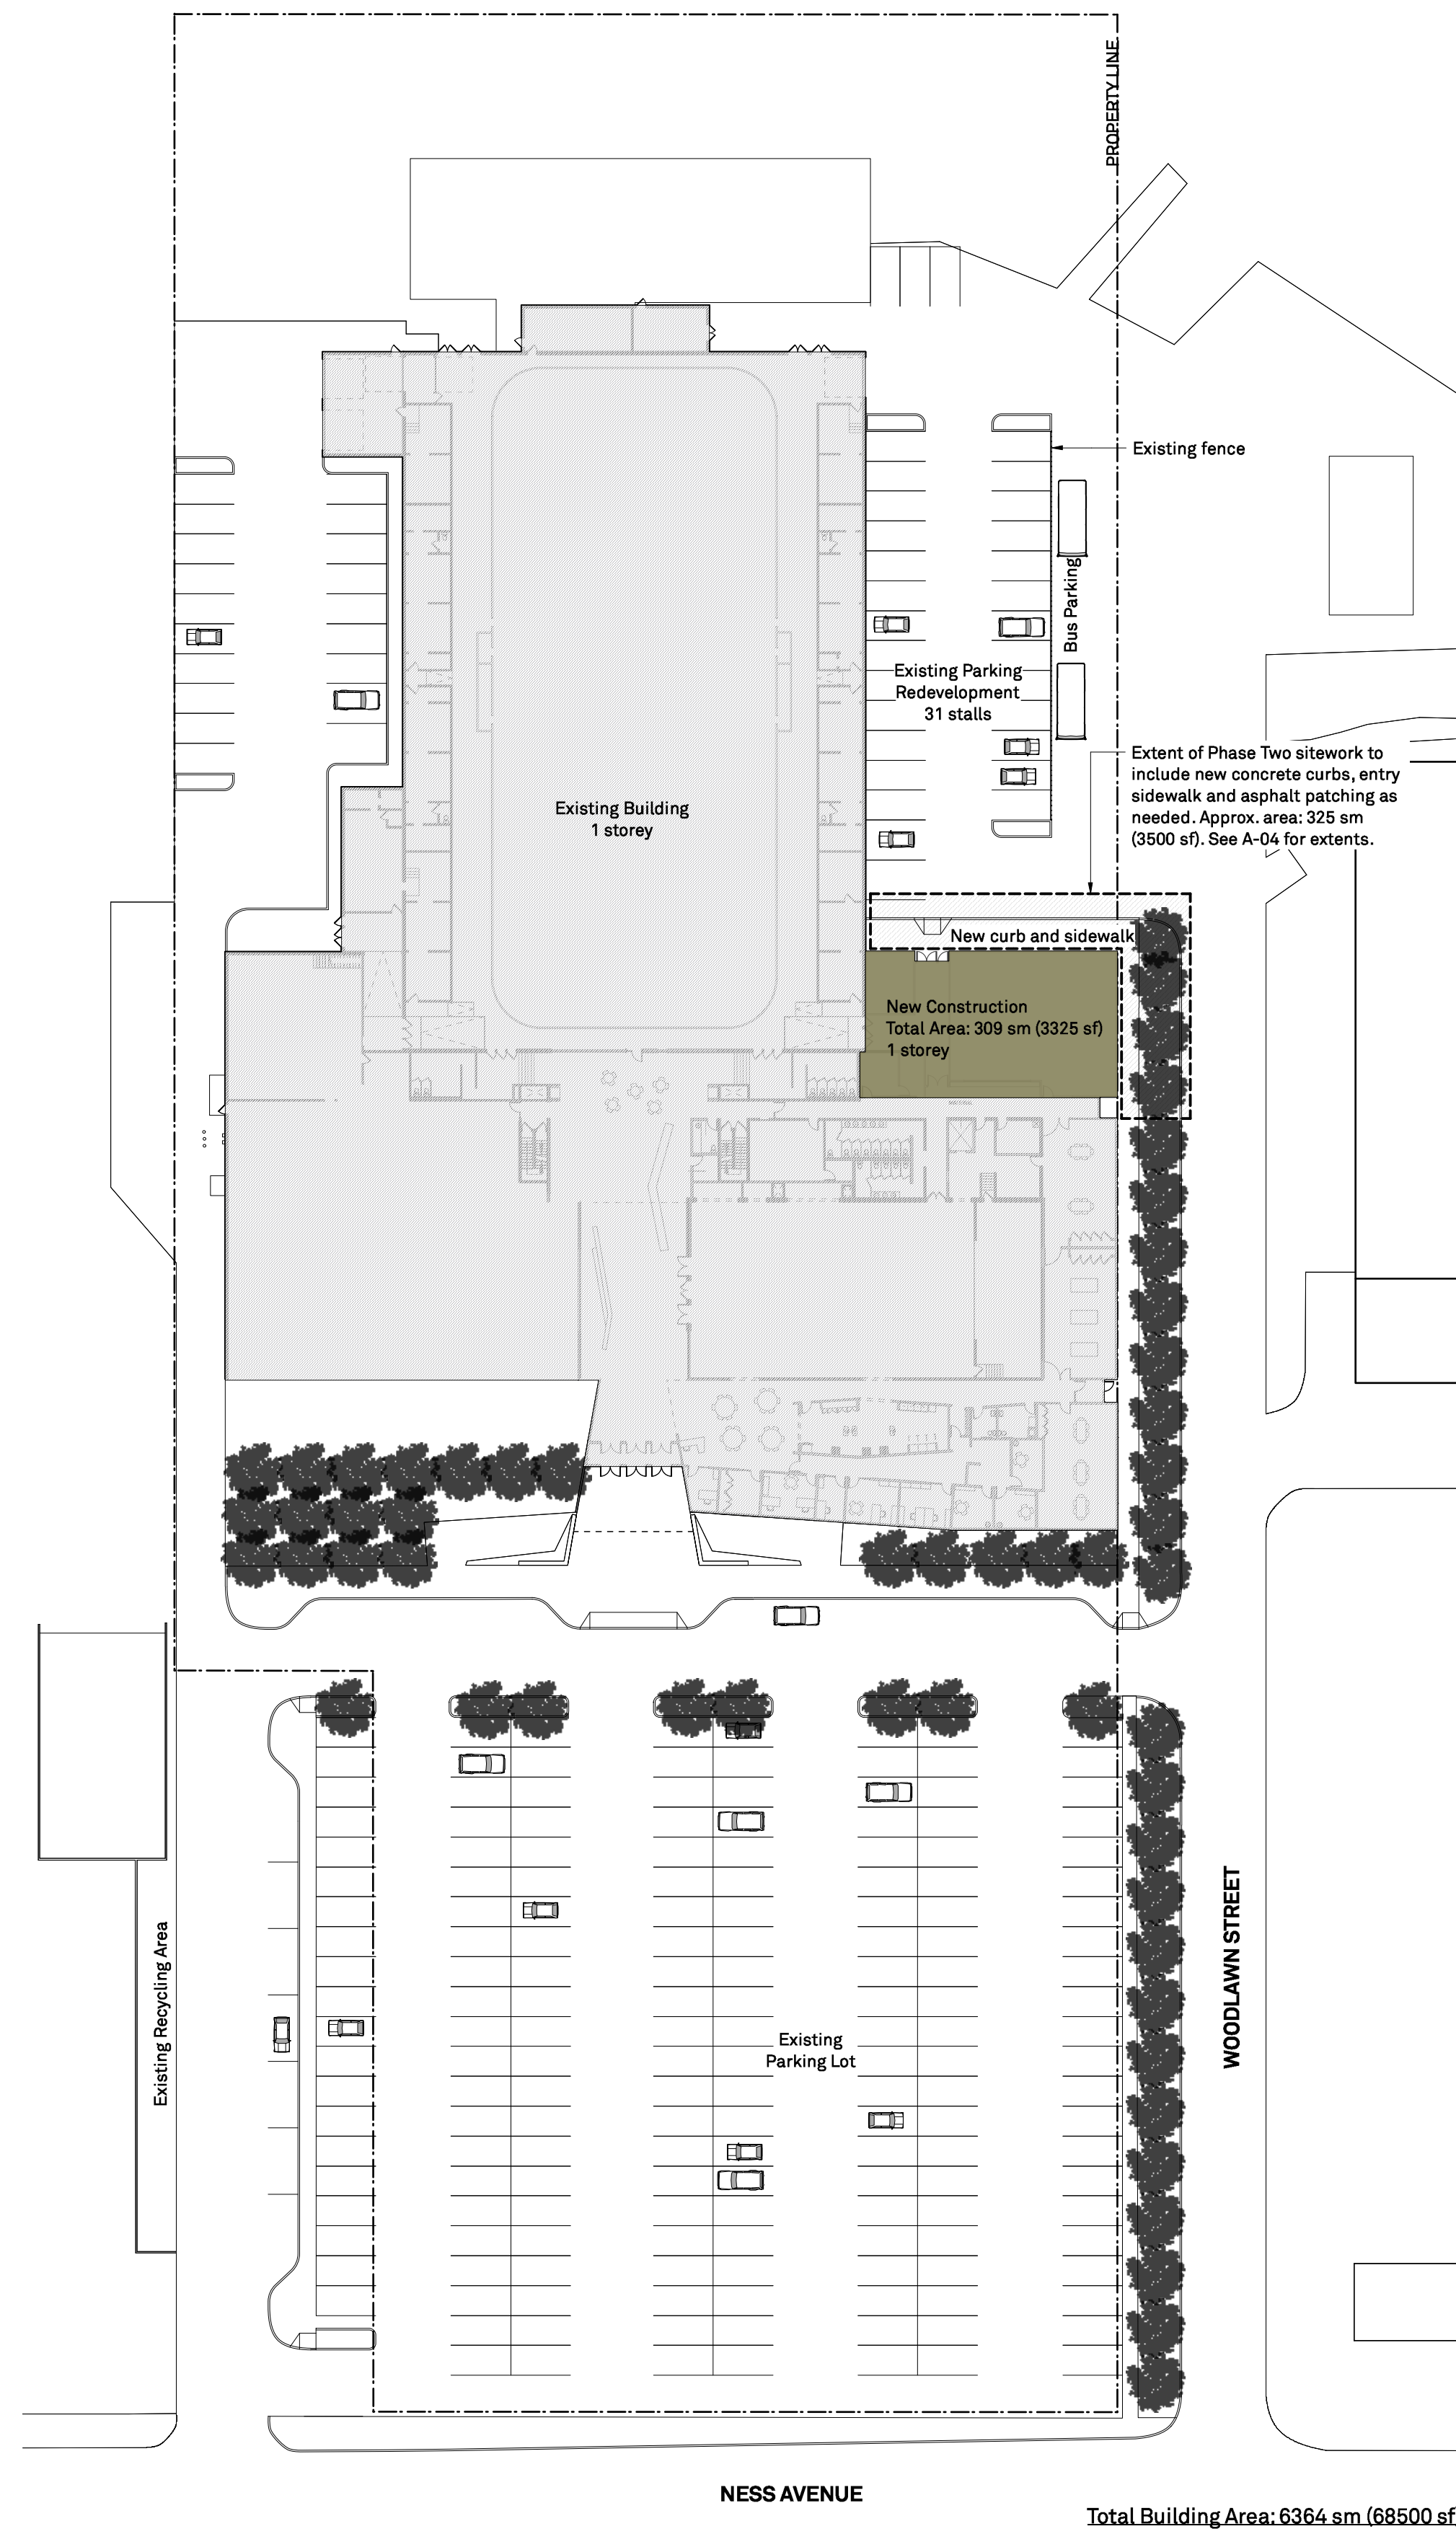 PROPERTY LINE
Existing fence
Bus Parking
Existing Parking
Redevelopment
31 stalls
Extent of Phase Two sitework to
include new concrete curbs, entry
sidewalk and asphalt patching as
needed. Approx. area: 325 sm
(3500 sf). See A-04 for extents.
Existing Building
1 storey
New curb and sidewalk
New Construction
Total Area: 309 sm (3325 sf)
1 storey
Existing Recycling Area
WOODLAWN STREET
Existing
Parking Lot
NESS AVENUE
Total Building Area: 6364 sm (68500 sf